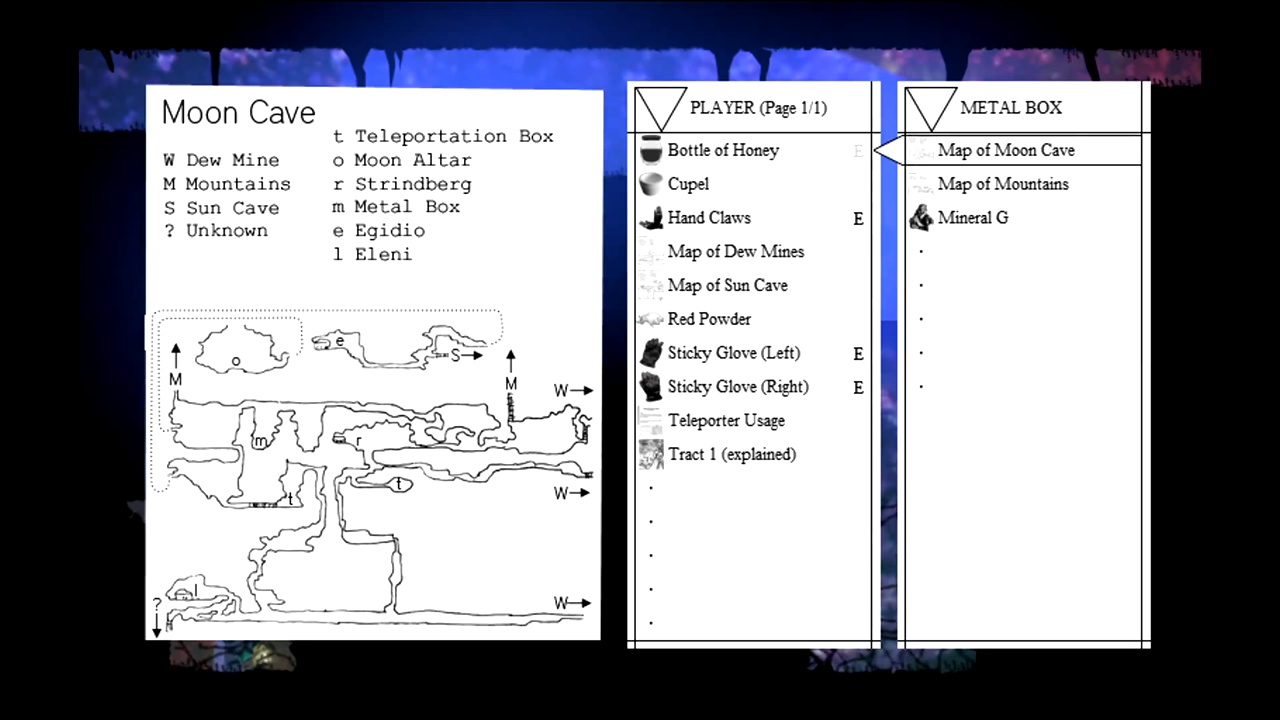 Moon Cave
t Teleportation Box
W Dew Mine
o Moon Altar
M Mountains
r Strindberg
S Sun Cave
m Metal Box
? Unknown
e Egidio
l Eleni
o
e
S
M
M
W
m
r
t
t
W
l
?
W
PLAYER (Page 1/1)
Bottle of Honey E
Cupel
Hand Claws E
Map of Dew Mines
Map of Sun Cave
Red Powder
Sticky Glove (Left) E
Sticky Glove (Right) E
Teleporter Usage
Tract 1 (explained)
METAL BOX
Map of Moon Cave
Map of Mountains
Mineral G